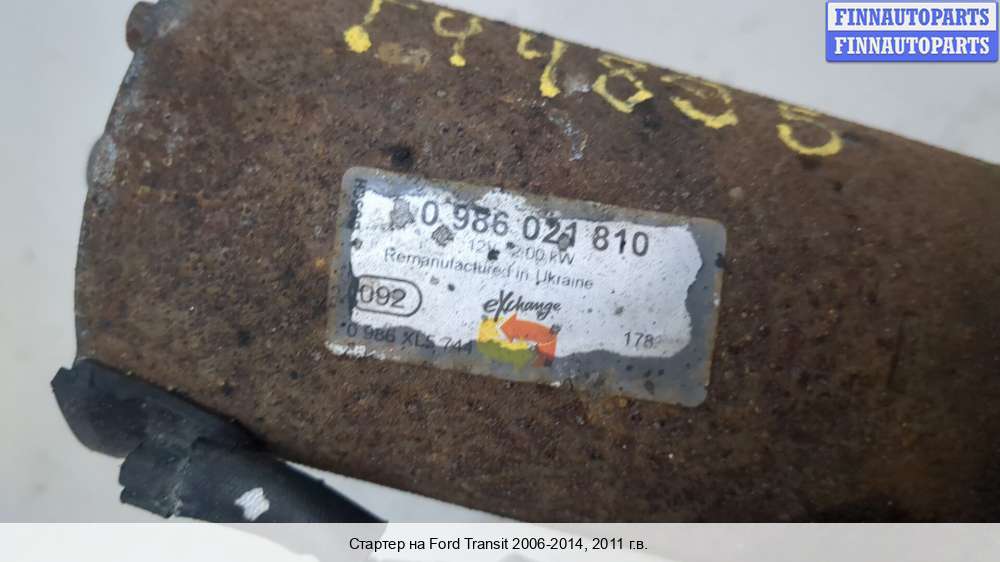 FINNAUTOPARTS
FINNAUTOPARTS
0 986 021 810
12V 2.00 kW
Remanufactured in Ukraine
092
eXchange
0 986 XLS 744
178
Стартер на Ford Transit 2006-2014, 2011 г.в.